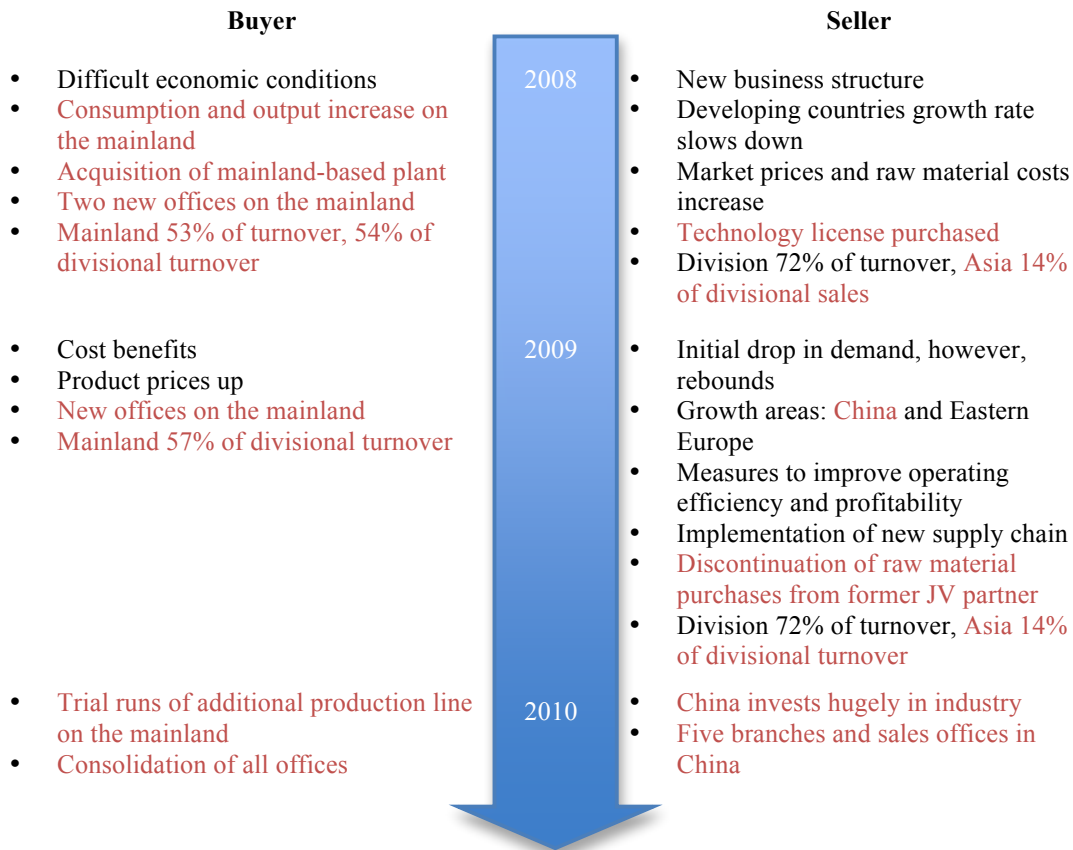 Buyer
Seller
2008
• Difficult economic conditions
• Consumption and output increase on
the mainland
• Acquisition of mainland-based plant
• Two new offices on the mainland
• Mainland 53% of turnover, 54% of
divisional turnover
• New business structure
• Developing countries growth rate
slows down
• Market prices and raw material costs
increase
• Technology license purchased
• Division 72% of turnover, Asia 14%
of divisional sales
2009
• Cost benefits
• Product prices up
• New offices on the mainland
• Mainland 57% of divisional turnover
• Initial drop in demand, however,
rebounds
• Growth areas: China and Eastern
Europe
• Measures to improve operating
efficiency and profitability
• Implementation of new supply chain
• Discontinuation of raw material
purchases from former JV partner
• Division 72% of turnover, Asia 14%
of divisional turnover
2010
• Trial runs of additional production line
on the mainland
• Consolidation of all offices
• China invests hugely in industry
• Five branches and sales offices in
China